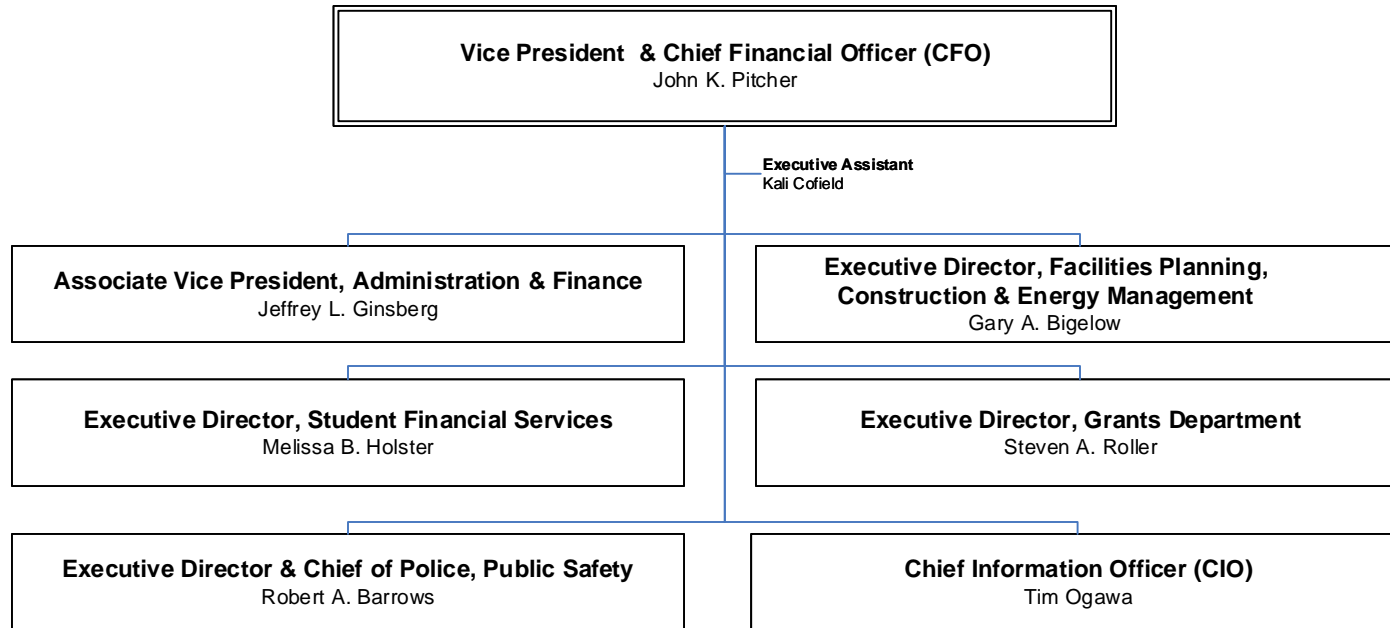 Vice President & Chief Financial Officer (CFO)
John K. Pitcher
Executive Assistant
Kali Cofield
Associate Vice President, Administration & Finance
Jeffrey L. Ginsberg
Executive Director, Facilities Planning,
Construction & Energy Management
Gary A. Bigelow
Executive Director, Student Financial Services
Melissa B. Holster
Executive Director, Grants Department
Steven A. Roller
Executive Director & Chief of Police, Public Safety
Robert A. Barrows
Chief Information Officer (CIO)
Tim Ogawa